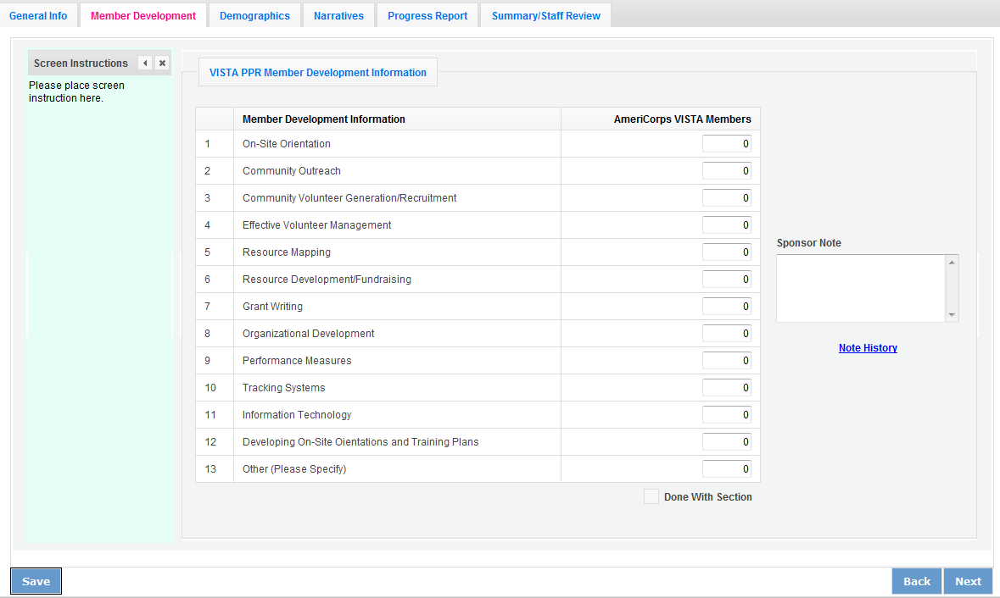 General Info Member Development Demographics Narratives Progress Report Summary/Staff Review
Screen Instructions
Please place screen
instruction here.
VISTA PPR Member Development Information
Member Development Information AmeriCorps VISTA Members
1 On-Site Orientation 0
2 Community Outreach 0
3 Community Volunteer Generation/Recruitment 0
4 Effective Volunteer Management 0
5 Resource Mapping 0
6 Resource Development/Fundraising 0
7 Grant Writing 0
8 Organizational Development 0
9 Performance Measures 0
10 Tracking Systems 0
11 Information Technology 0
12 Developing On-Site Oientations and Training Plans 0
13 Other (Please Specify) 0
Done With Section
Sponsor Note
Note History
Save Back Next